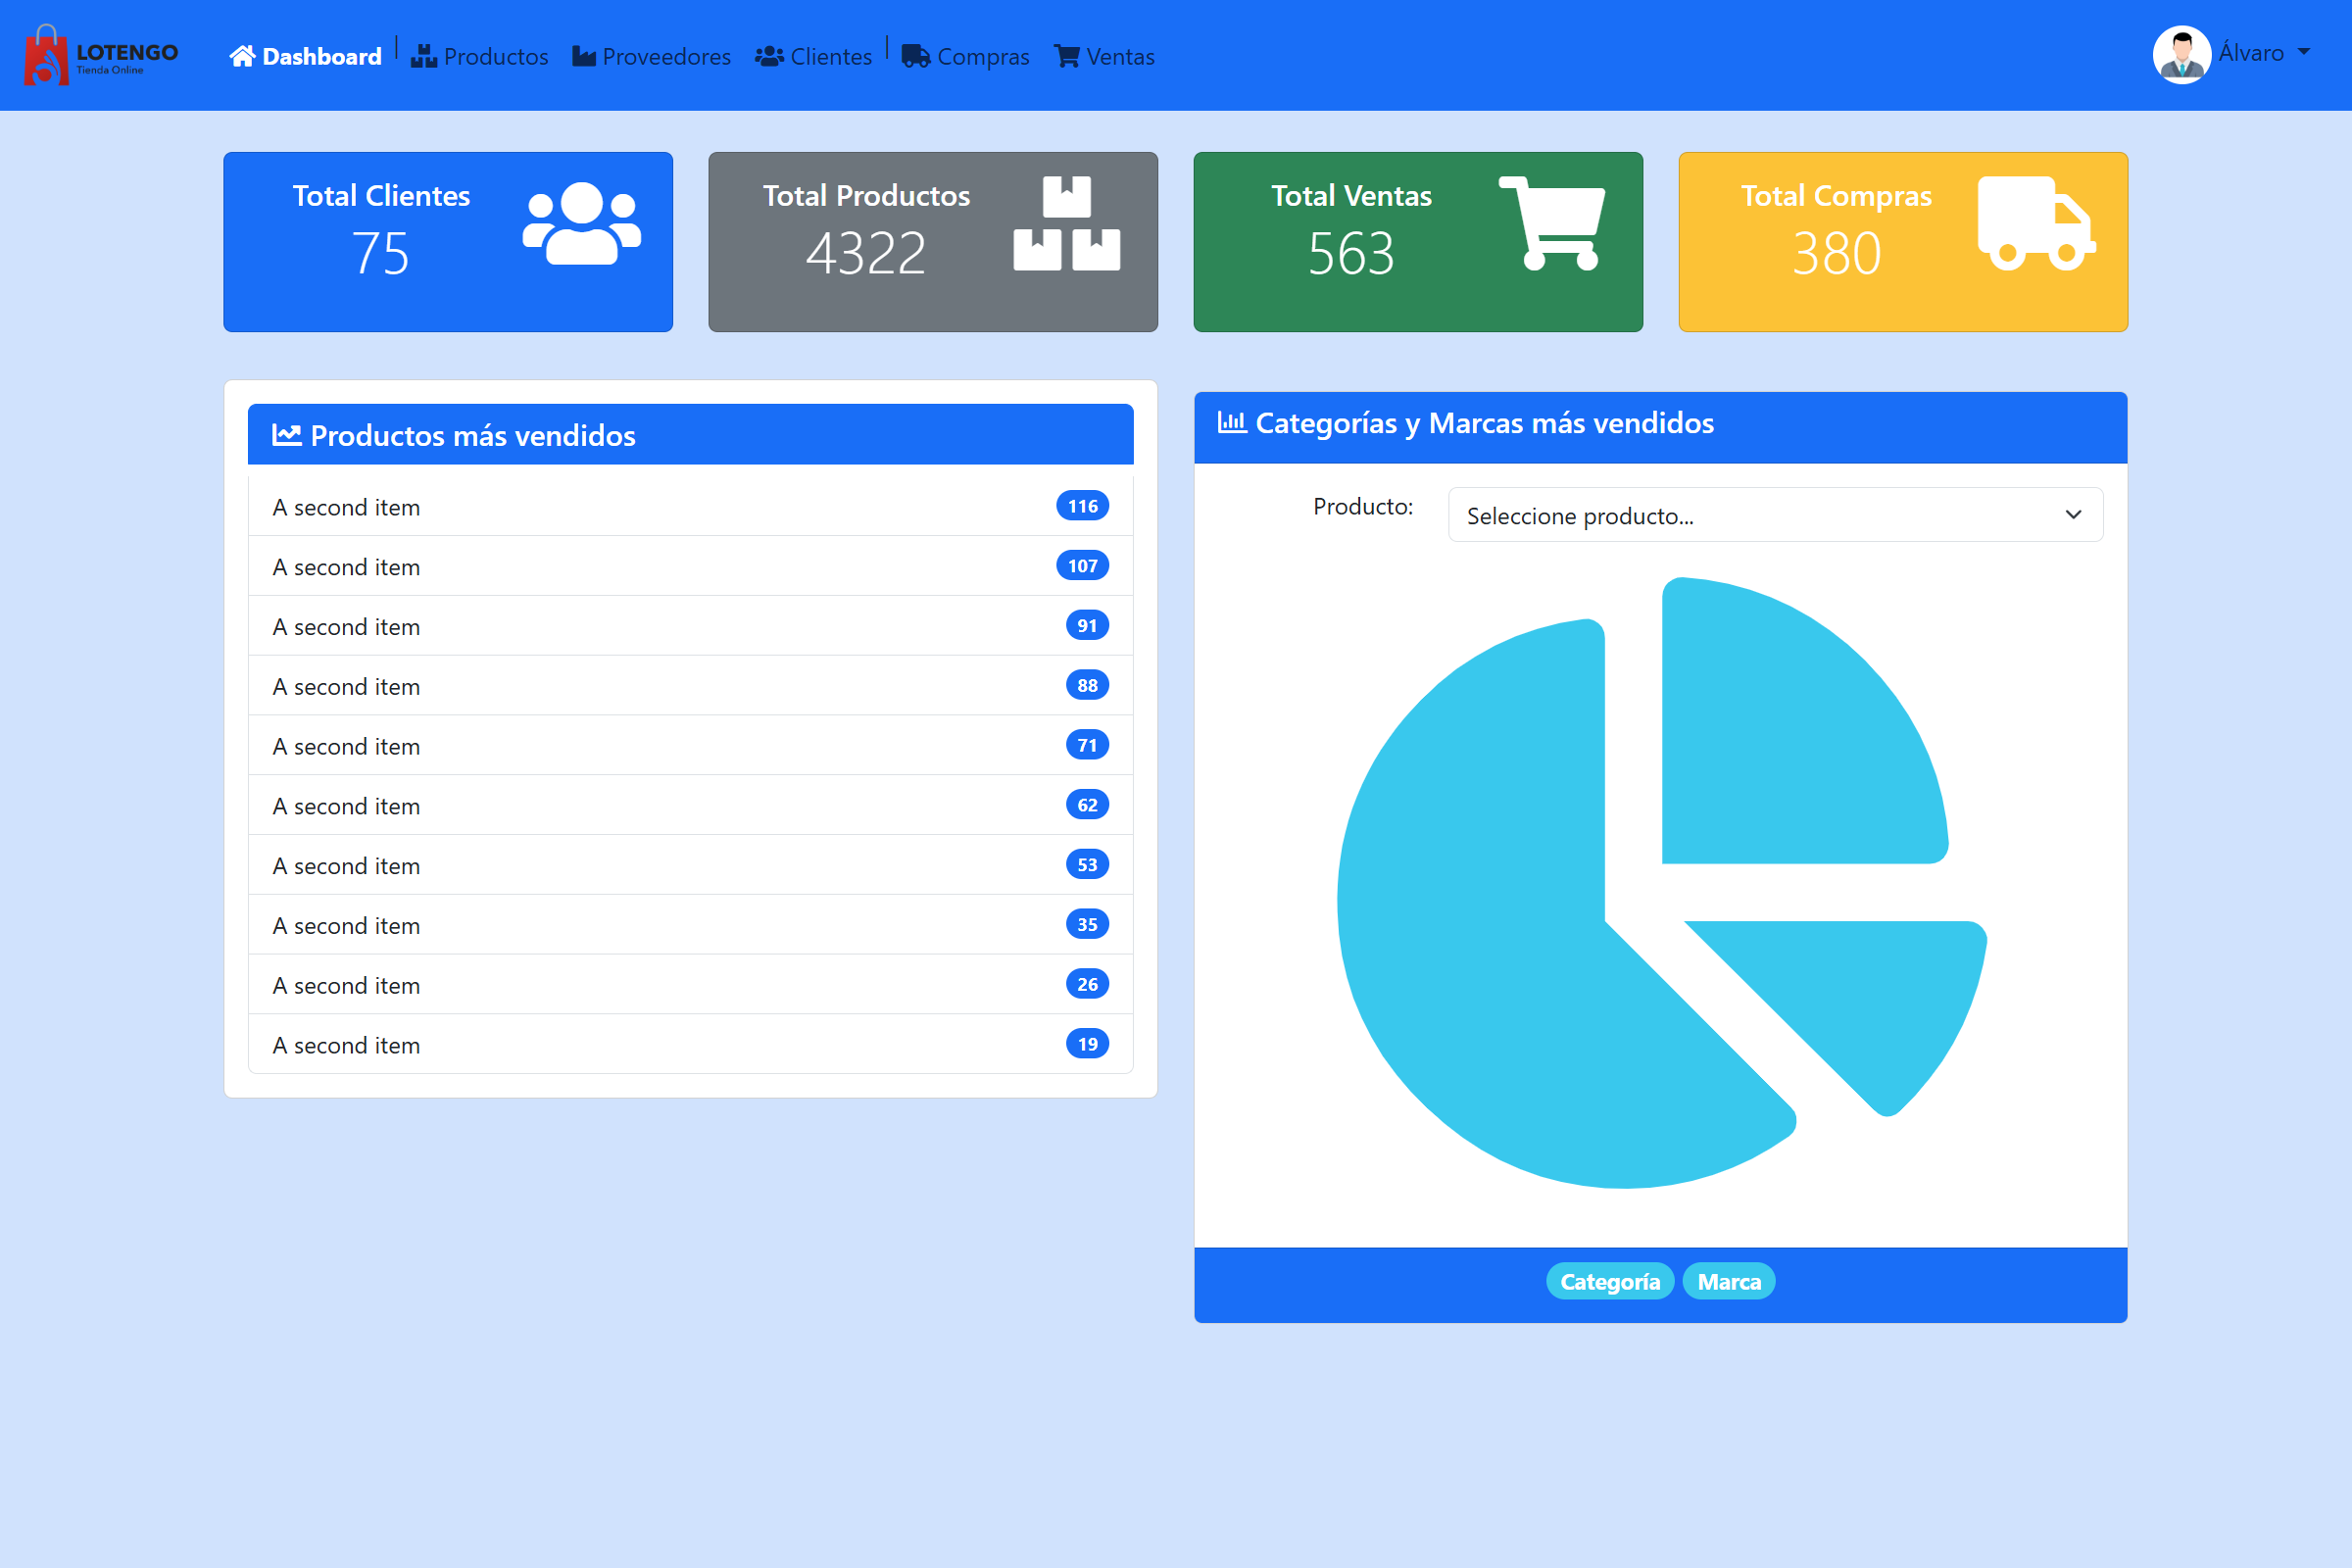 LOTENGO
Tienda Online
Dashboard
Productos
Proveedores
Clientes
Compras
Ventas
Álvaro
Total Clientes
75
Total Productos
4322
Total Ventas
563
Total Compras
380
Productos más vendidos
A second item 116
A second item 107
A second item 91
A second item 88
A second item 71
A second item 62
A second item 53
A second item 35
A second item 26
A second item 19
Categorías y Marcas más vendidos
Producto: Seleccione producto...
Categoría Marca